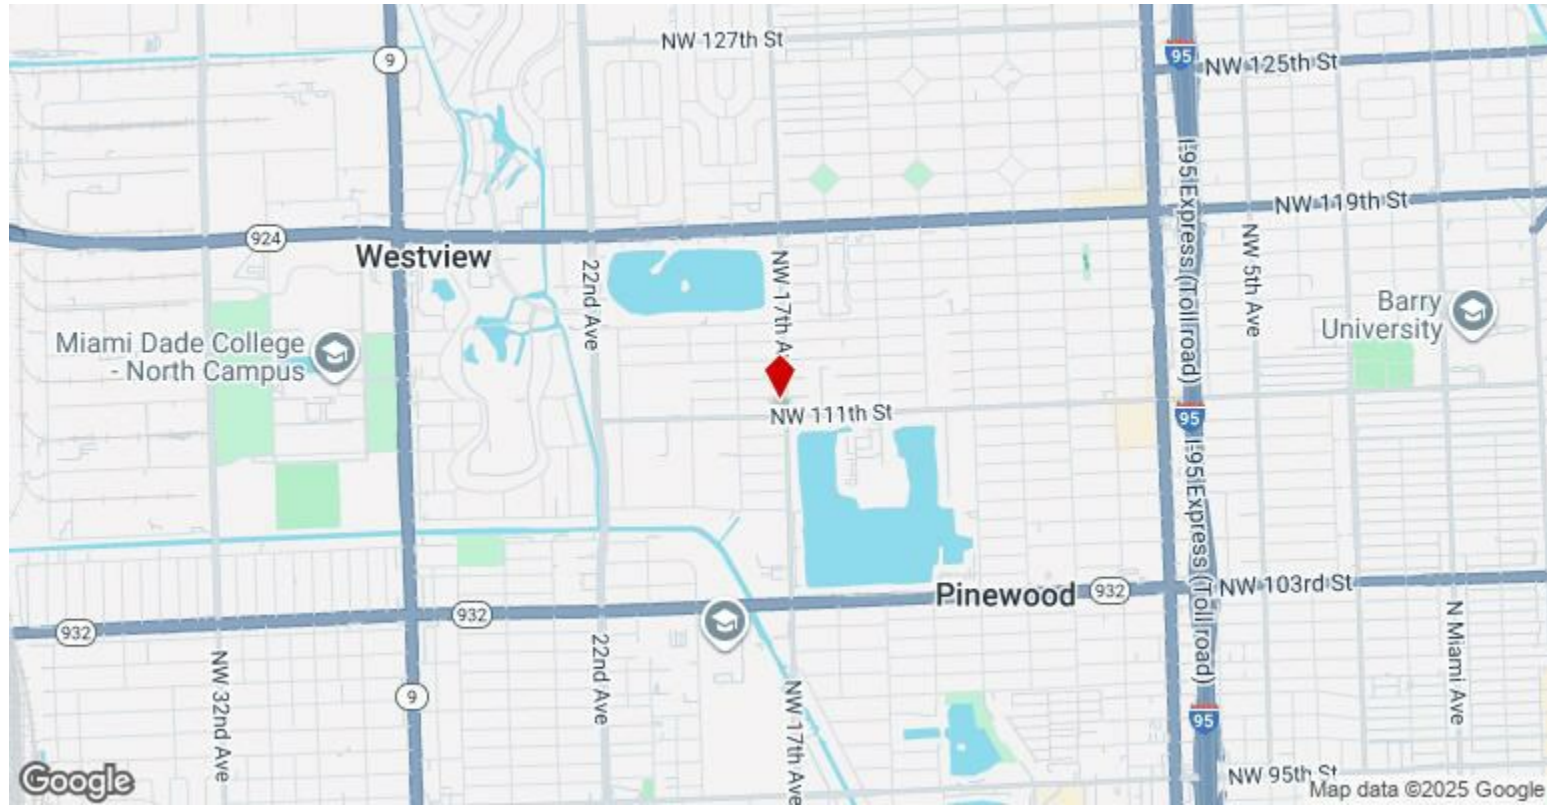 NW 127th St
9
95
NW 125th St
I-95 Express (Toll road)
NW 119th St
924
Westview
22nd Ave
NW 17th A
NW 5th Ave
Barry
University
Miami Dade College
- North Campus
NW 111th St
95
I-95 Express (Toll road)
Pinewood
932
NW 103rd St
932
932
N Miami Ave
NW 32nd Ave
22nd Ave
NW 17th Ave
9
95
NW 95th St
Google
Map data ©2025 Google